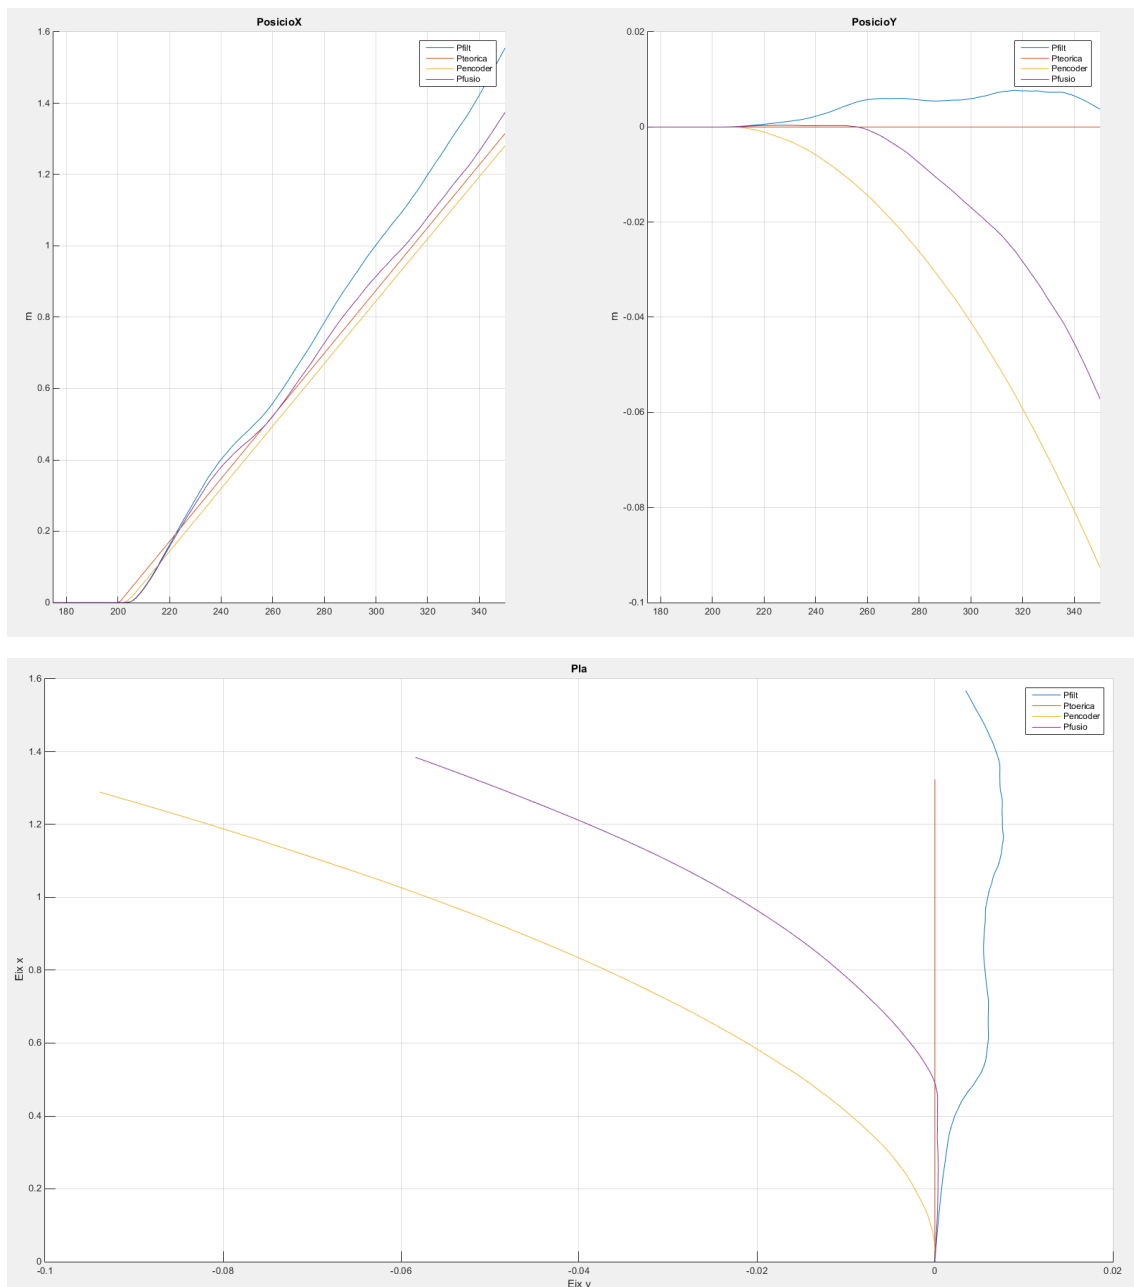 PosicioX
1.6
1.4
1.2
1
0.8
0.6
0.4
0.2
0
m
180 200 220 240 260 280 300 320 340
Pfilt
Pteorica
Pencoder
Pfusio
PosicioY
0.02
0
-0.02
-0.04
-0.06
-0.08
-0.1
m
180 200 220 240 260 280 300 320 340
Pfilt
Pteorica
Pencoder
Pfusio
Pla
1.6
1.4
1.2
1
0.8
0.6
0.4
0.2
0
Eix x
-0.1 -0.08 -0.06 -0.04 -0.02 0 0.02
Eix y
Pfilt
Ptoerica
Pencoder
Pfusio